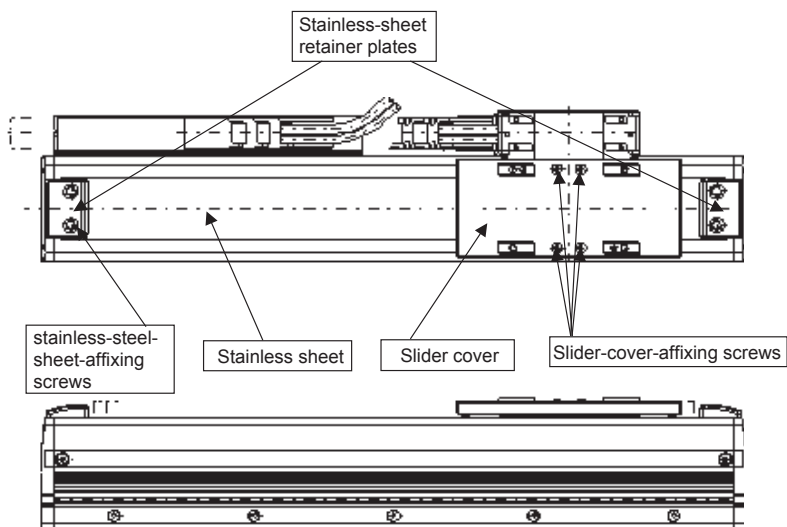 Stainless-sheet
retainer plates
stainless-steel-
sheet-affixing
screws
Stainless sheet
Slider cover
Slider-cover-affixing screws